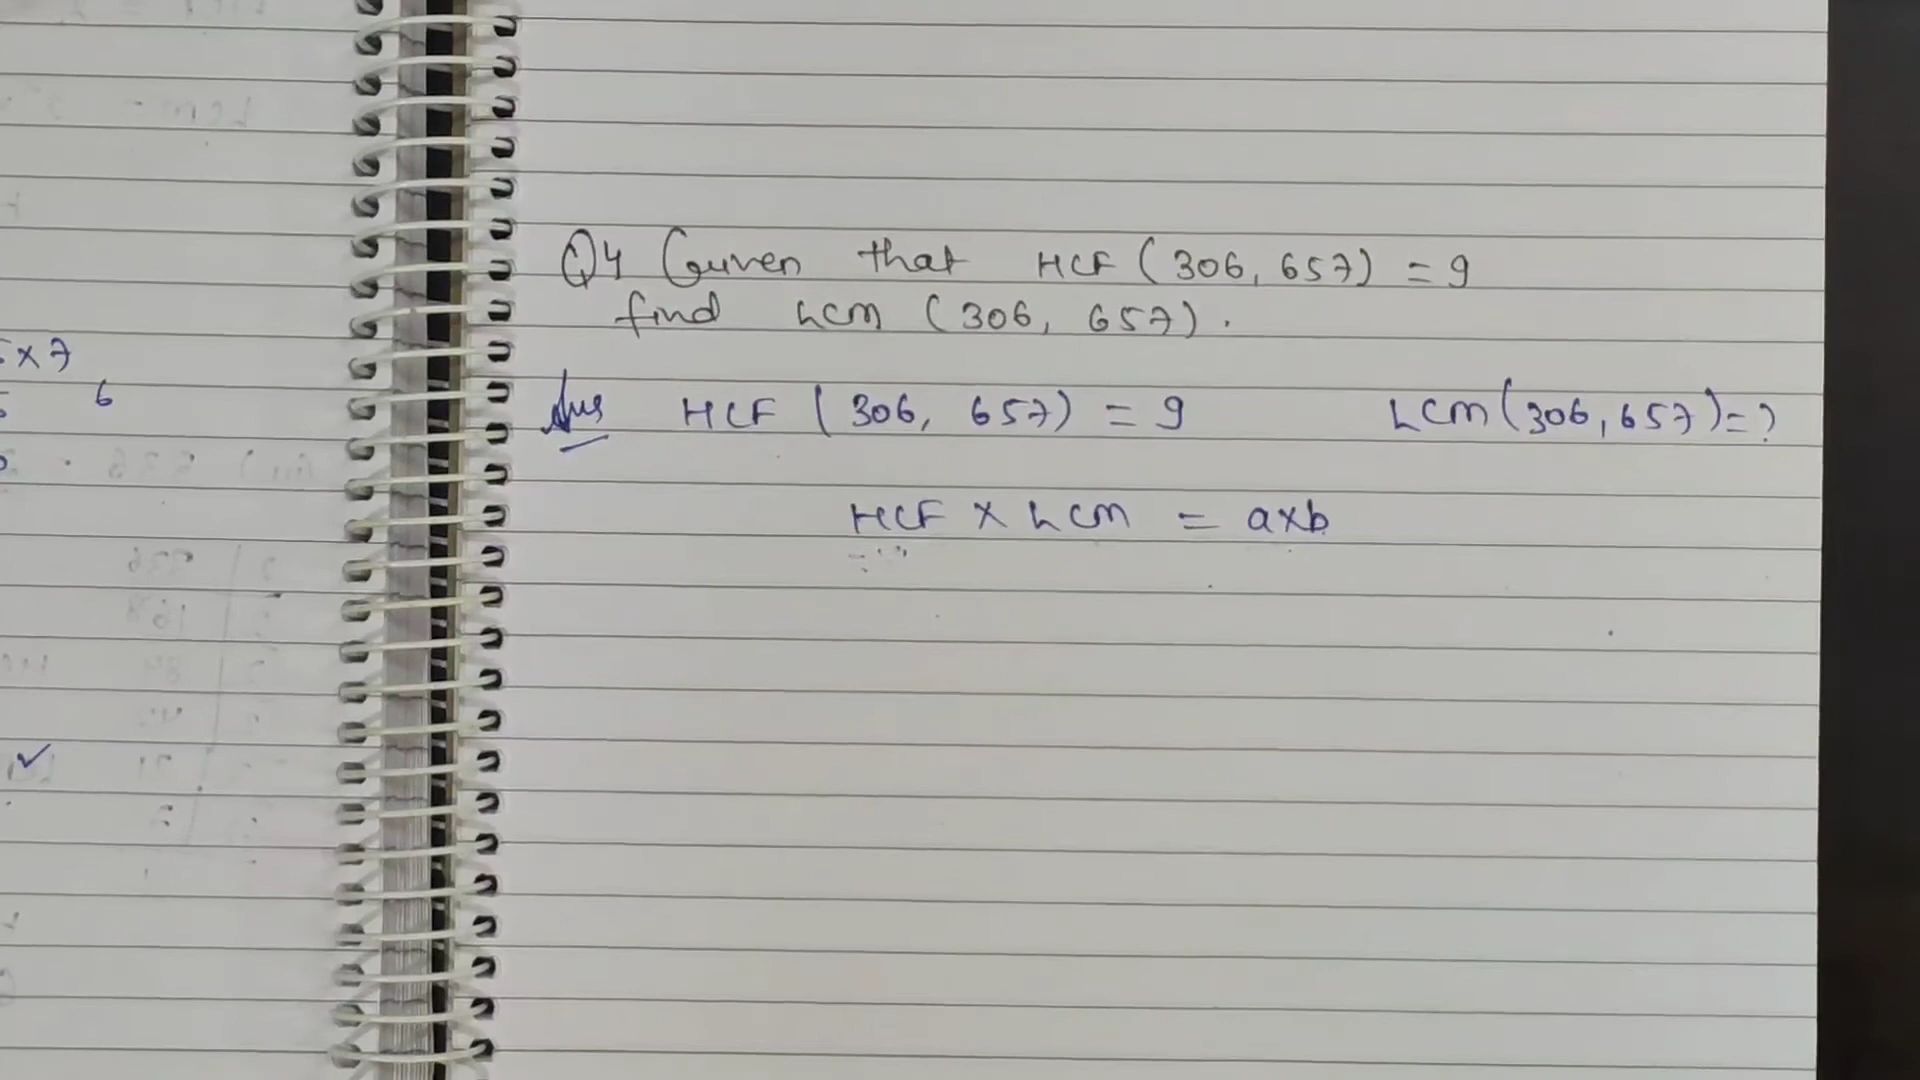 ×7
6
Q4 Given that HCF (306, 657) = 9
find LCM (306, 657).
Ans HCF (306, 657) = 9 LCM(306,657)=?
HCF × LCM = a×b